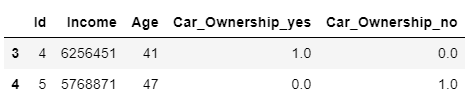 Id Income Age Car_Ownership_yes Car_Ownership_no
3 4 6256451 41 1.0 0.0
4 5 5768871 47 0.0 1.0